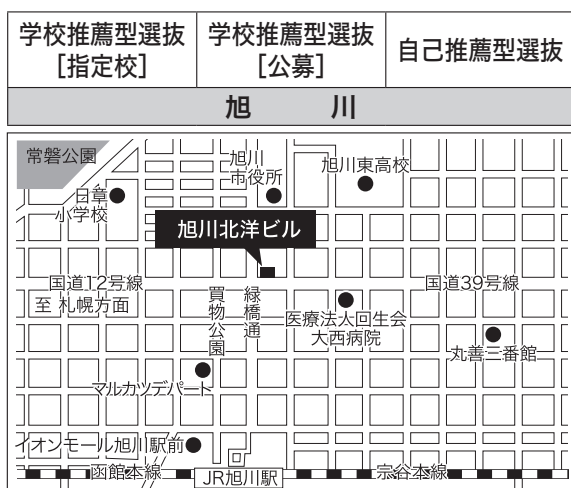 学校推薦型選抜
[指定校]
学校推薦型選抜
[公募]
自己推薦型選抜
旭川
常磐公園
旭川
市役所
旭川東高校
日章
小学校
旭川北洋ビル
国道12号線
至 札幌方面
国道39号線
買物公園
緑橋通
医療法人回生会
大西病院
丸善三番館
マルカツデパート
イオンモール旭川駅前
函館本線
JR旭川駅
宗谷本線